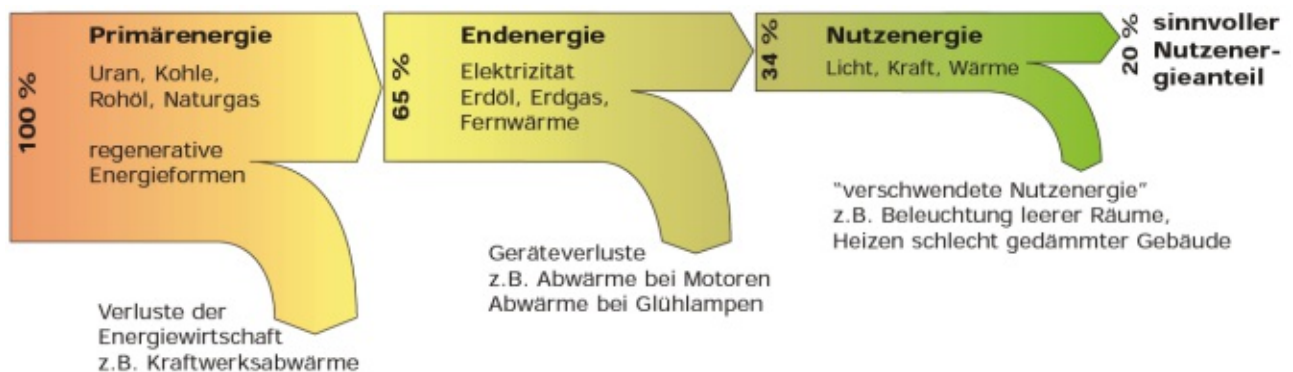 100 %
Primärenergie
Uran, Kohle,
Rohöl, Naturgas
regenerative
Energieformen
Verluste der
Energiewirtschaft
z.B. Kraftwerksabwärme
65 %
Endenergie
Elektrizität
Erdöl, Erdgas,
Fernwärme
Geräteverluste
z.B. Abwärme bei Motoren
Abwärme bei Glühlampen
34 %
Nutzenergie
Licht, Kraft, Wärme
"verschwendete Nutzenergie"
z.B. Beleuchtung leerer Räume,
Heizen schlecht gedämmter Gebäude
20 %
sinnvoller
Nutzener-
gieanteil